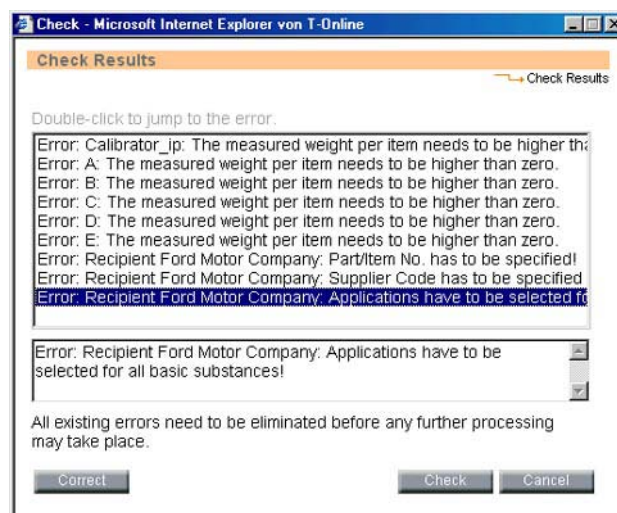 Check - Microsoft Internet Explorer von T-Online
Check Results
Check Results
Double-click to jump to the error.
Error: Calibrator_ip: The measured weight per item needs to be higher tha
Error: A: The measured weight per item needs to be higher than zero.
Error: B: The measured weight per item needs to be higher than zero.
Error: C: The measured weight per item needs to be higher than zero.
Error: D: The measured weight per item needs to be higher than zero.
Error: E: The measured weight per item needs to be higher than zero.
Error: Recipient Ford Motor Company: Part/Item No. has to be specified!
Error: Recipient Ford Motor Company: Supplier Code has to be specified
Error: Recipient Ford Motor Company: Applications have to be selected fo
Error: Recipient Ford Motor Company: Applications have to be
selected for all basic substances!
All existing errors need to be eliminated before any further processing
may take place.
Correct Check Cancel